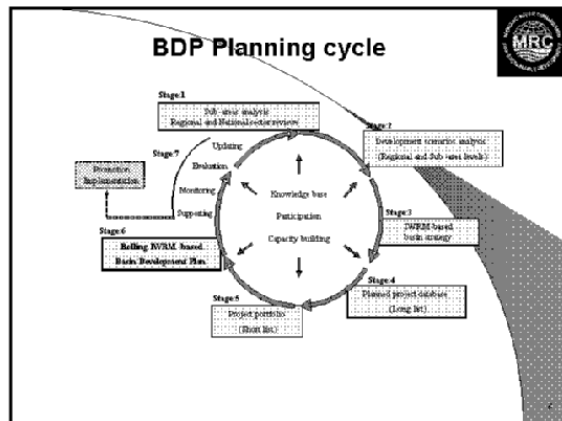 BDP Planning cycle
MRC
Stage:1
Sub-area analysis
Regional and National sector reviews
Stage:2
Development scenarios analysis
(Regional and Sub-area levels)
Stage:3
IWRM-based
basin strategy
Stage:4
Planned project database
(Long list)
Stage:5
Project portfolio
(Short list)
Stage:6
Rolling IWRM-based
Basin Development Plan
Stage:7
Updating
Evaluation
Monitoring
Supporting
Promotion
Implementation
Knowledge base
Participation
Capacity building